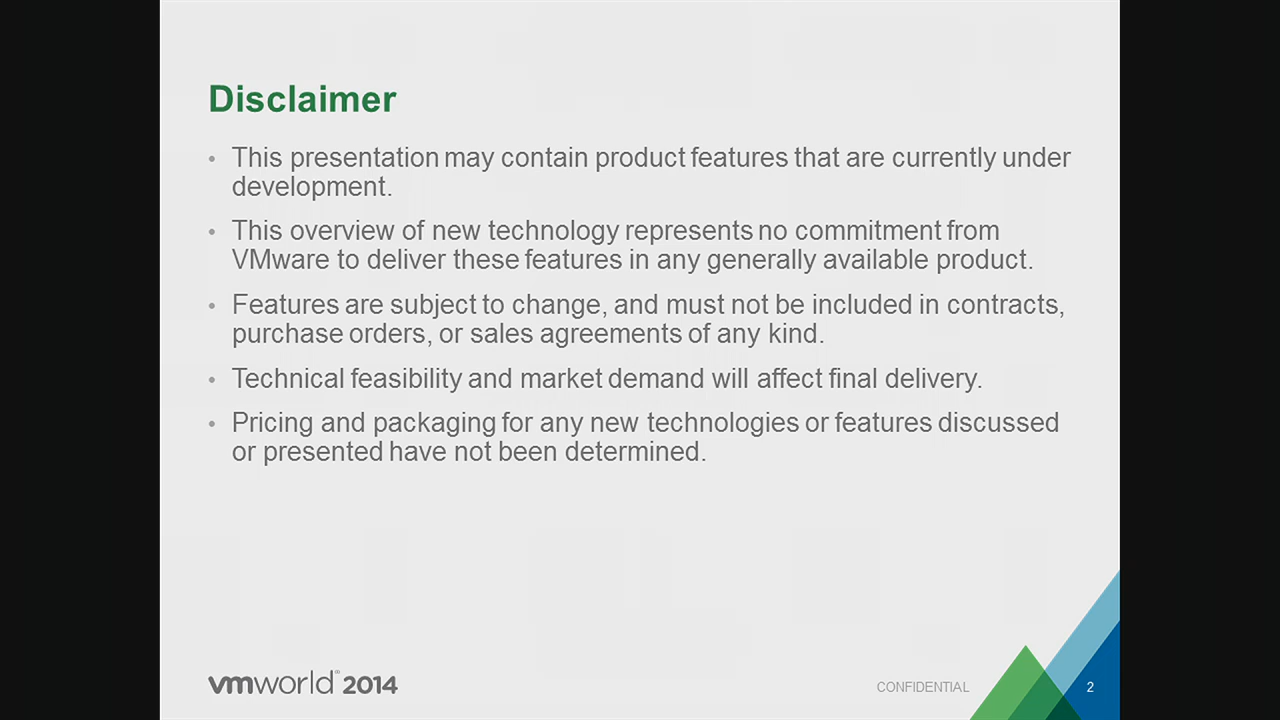 Disclaimer
• This presentation may contain product features that are currently under
development.
• This overview of new technology represents no commitment from
VMware to deliver these features in any generally available product.
• Features are subject to change, and must not be included in contracts,
purchase orders, or sales agreements of any kind.
• Technical feasibility and market demand will affect final delivery.
• Pricing and packaging for any new technologies or features discussed
or presented have not been determined.
vmworld™ 2014
CONFIDENTIAL
2